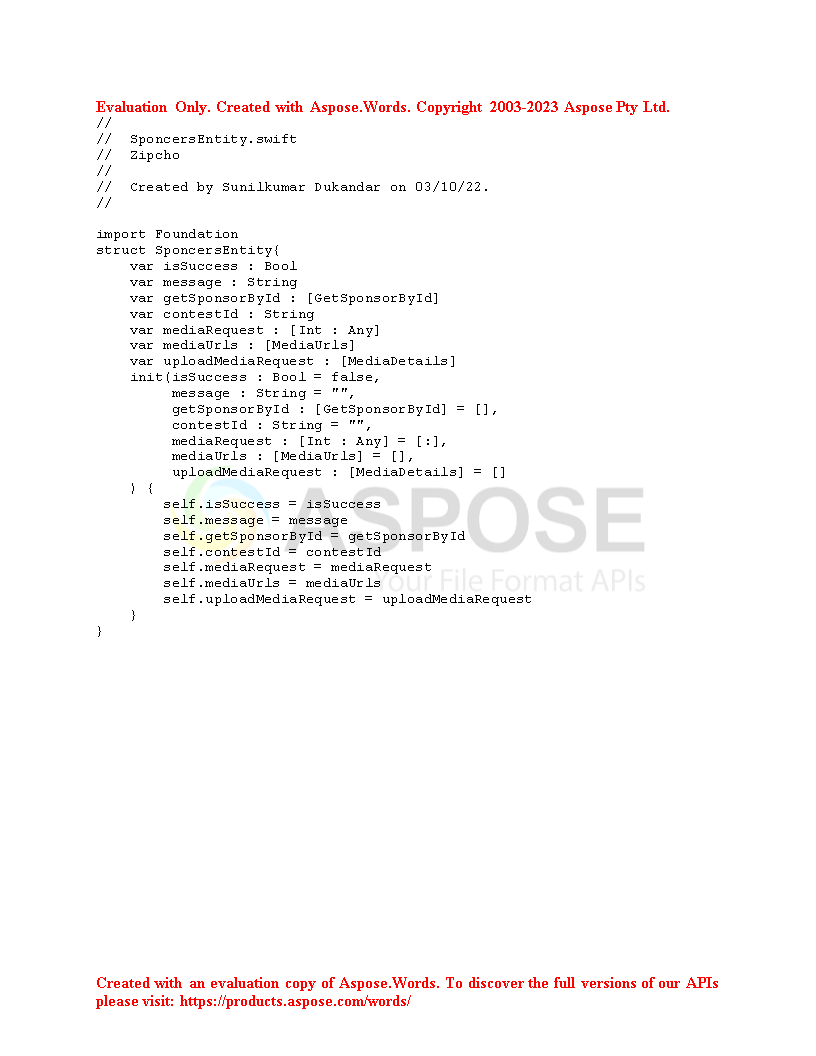 Evaluation Only. Created with Aspose.Words. Copyright 2003-2023 Aspose Pty Ltd.
//
//  SponcersEntity.swift
//  Zipcho
//
//  Created by Sunilkumar Dukandar on 03/10/22.
//
import Foundation
struct SponcersEntity{
    var isSuccess : Bool
    var message : String
    var getSponsorById : [GetSponsorById]
    var contestId : String
    var mediaRequest : [Int : Any]
    var mediaUrls : [MediaUrls]
    var uploadMediaRequest : [MediaDetails]
    init(isSuccess : Bool = false,
         message : String = "",
         getSponsorById : [GetSponsorById] = [],
         contestId : String = "",
         mediaRequest : [Int : Any] = [:],
         mediaUrls : [MediaUrls] = [],
         uploadMediaRequest : [MediaDetails] = []
    ) {
        self.isSuccess = isSuccess
        self.message = message
        self.getSponsorById = getSponsorById
        self.contestId = contestId
        self.mediaRequest = mediaRequest
        self.mediaUrls = mediaUrls
        self.uploadMediaRequest = uploadMediaRequest
    }
}
ASPOSE
Your File Format APIs
Created with an evaluation copy of Aspose.Words. To discover the full versions of our APIs
please visit: https://products.aspose.com/words/